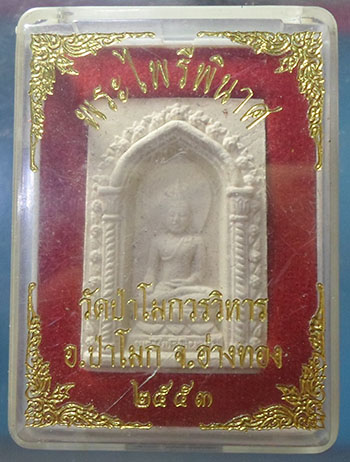 พระไพรีพินาศ
วัดป่าโมกวรวิหาร
อ.ป่าโมก จ.อ่างทอง
๒๕๕๓